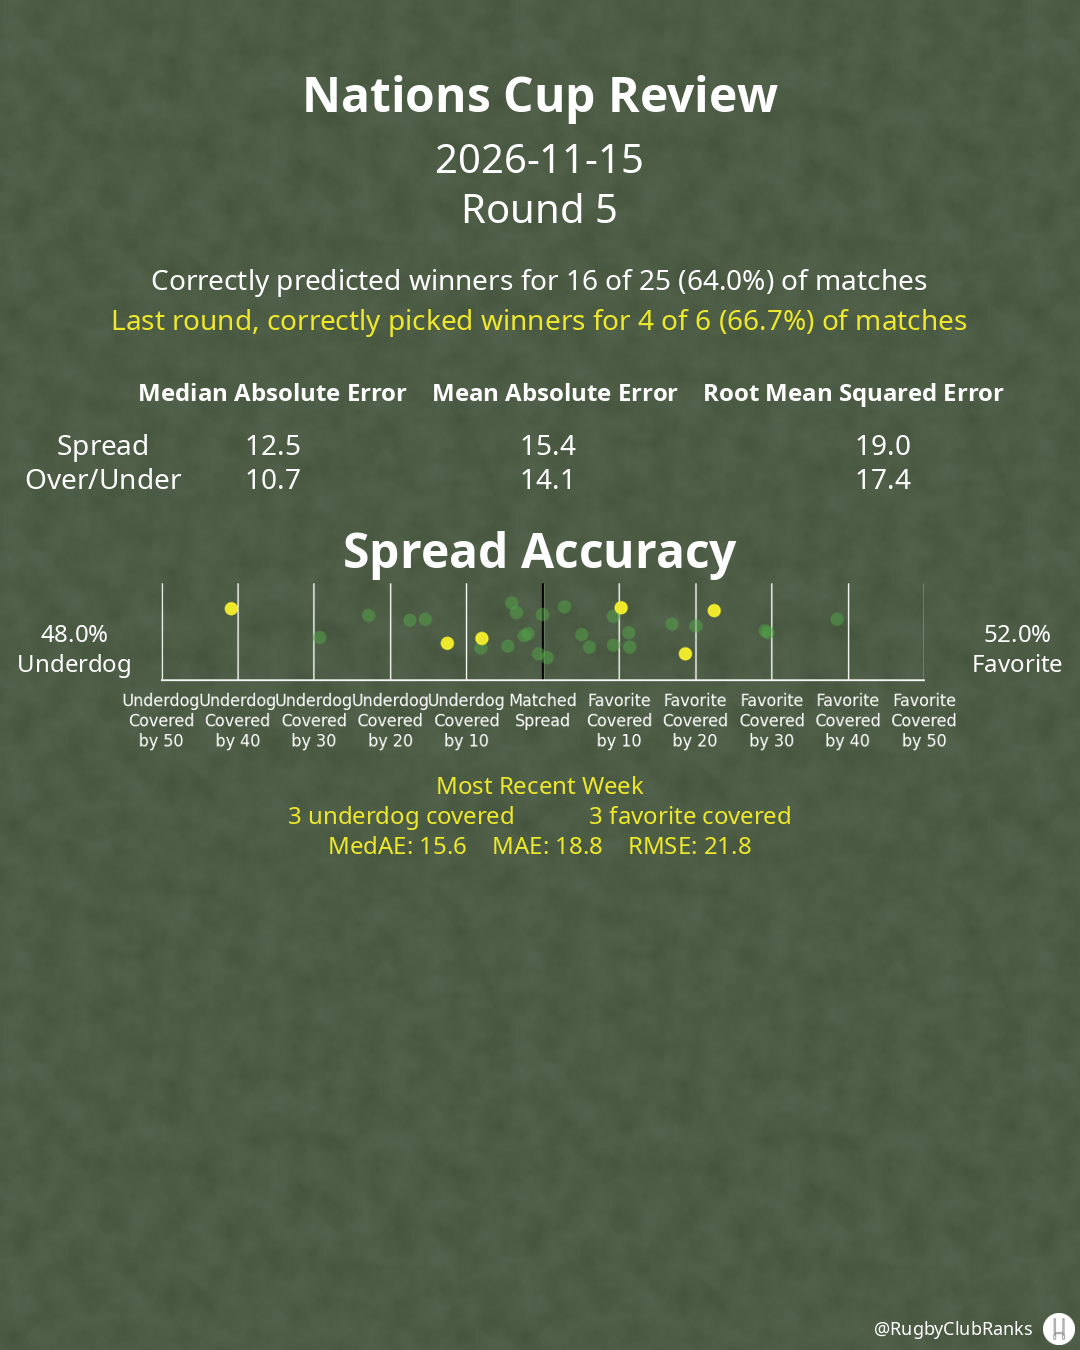 Nations Cup Review
2026-11-15
Round 5
Correctly predicted winners for 16 of 25 (64.0%) of matches
Last round, correctly picked winners for 4 of 6 (66.7%) of matches
Median Absolute Error Mean Absolute Error Root Mean Squared Error
Spread 12.5 15.4 19.0
Over/Under 10.7 14.1 17.4
Spread Accuracy
48.0%
Underdog
52.0%
Favorite
Underdog Underdog Underdog Underdog Underdog Matched Favorite Favorite Favorite Favorite Favorite
Covered Covered Covered Covered Covered Spread Covered Covered Covered Covered Covered
by 50 by 40 by 30 by 20 by 10 by 10 by 20 by 30 by 40 by 50
Most Recent Week
3 underdog covered 3 favorite covered
MedAE: 15.6 MAE: 18.8 RMSE: 21.8
@RugbyClubRanks